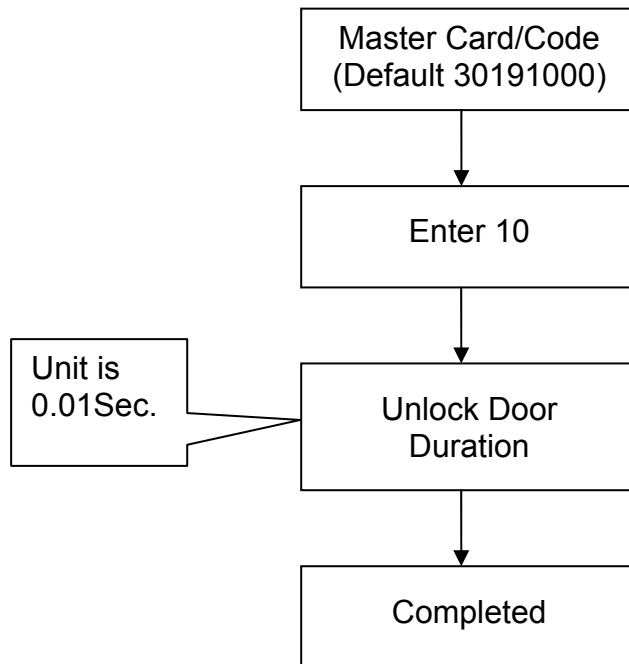 Master Card/Code
(Default 30191000)
Enter 10
Unit is
0.01Sec.
Unlock Door
Duration
Completed